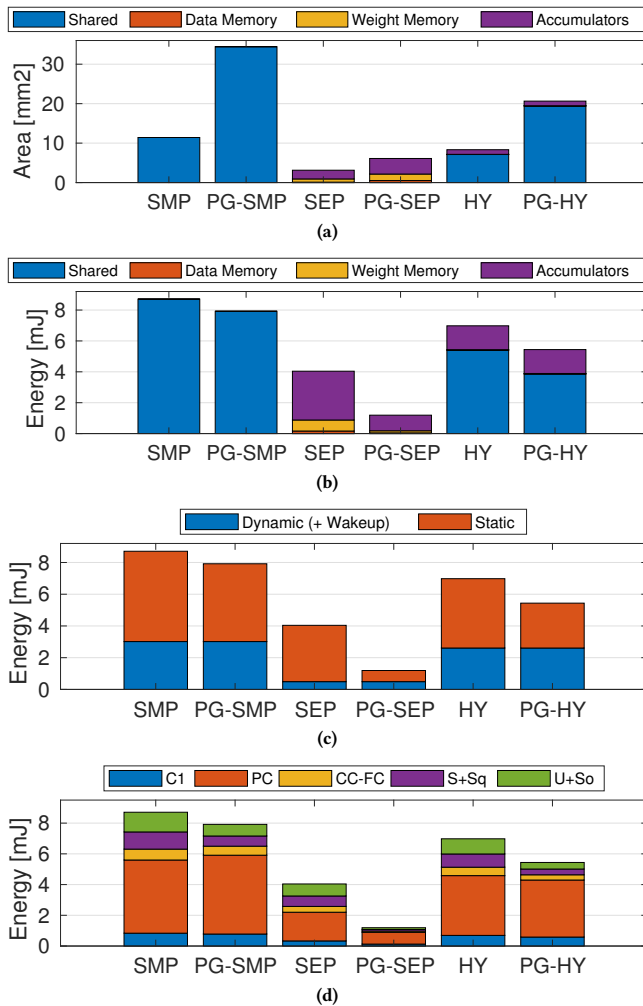 Shared Data Memory Weight Memory Accumulators
Area [mm2]
30
20
10
0
SMP PG-SMP SEP PG-SEP HY PG-HY
(a)
Shared Data Memory Weight Memory Accumulators
Energy [mJ]
8
6
4
2
0
SMP PG-SMP SEP PG-SEP HY PG-HY
(b)
Dynamic (+ Wakeup) Static
Energy [mJ]
8
6
4
2
0
SMP PG-SMP SEP PG-SEP HY PG-HY
(c)
C1 PC CC-FC S+Sq U+So
Energy [mJ]
8
6
4
2
0
SMP PG-SMP SEP PG-SEP HY PG-HY
(d)